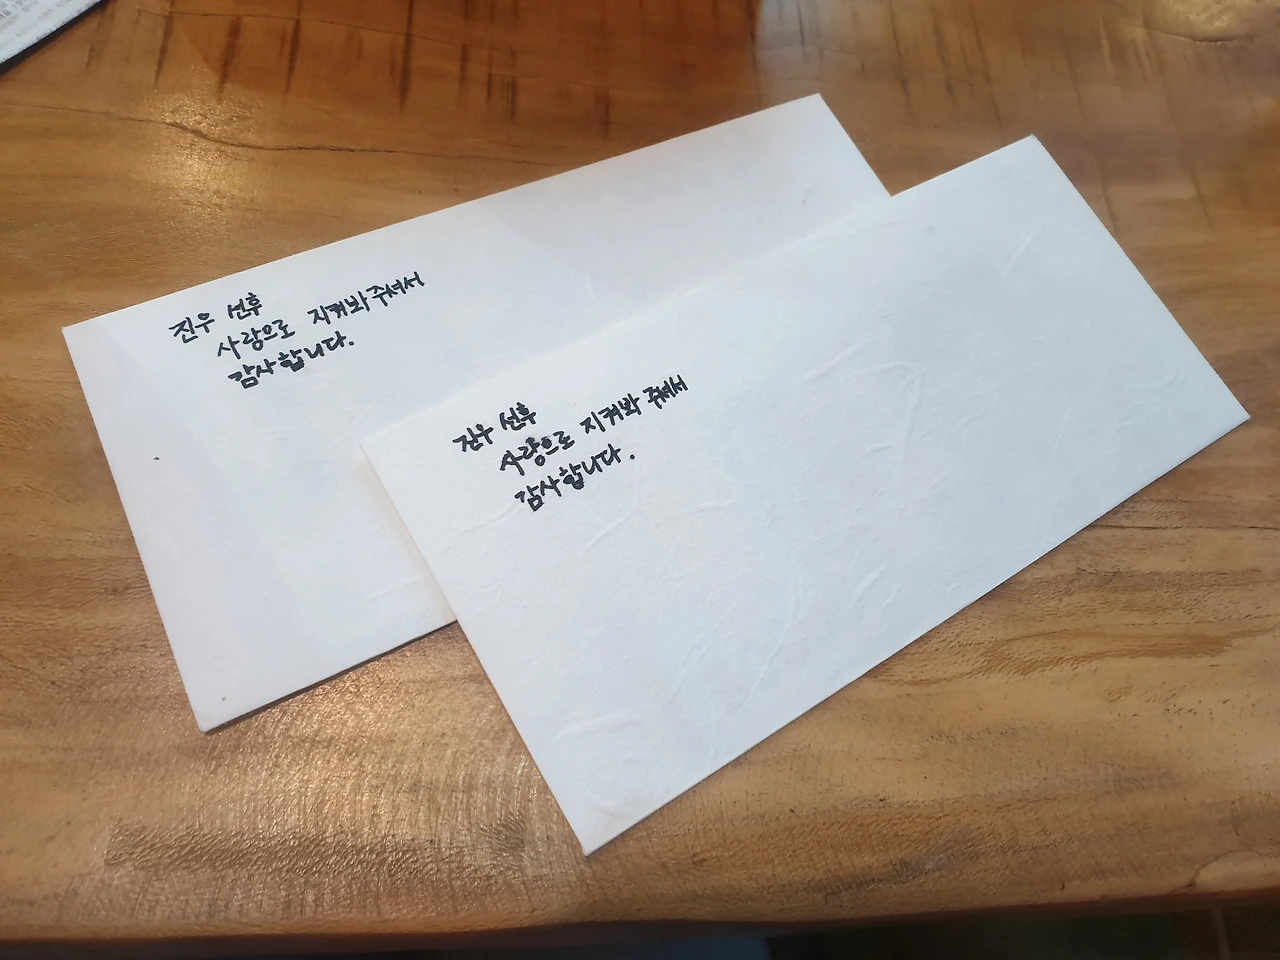 진우 선후
사랑으로 지켜봐 주셔서
감사합니다.
진우 선후
사랑으로 지켜봐 주셔서
감사합니다.